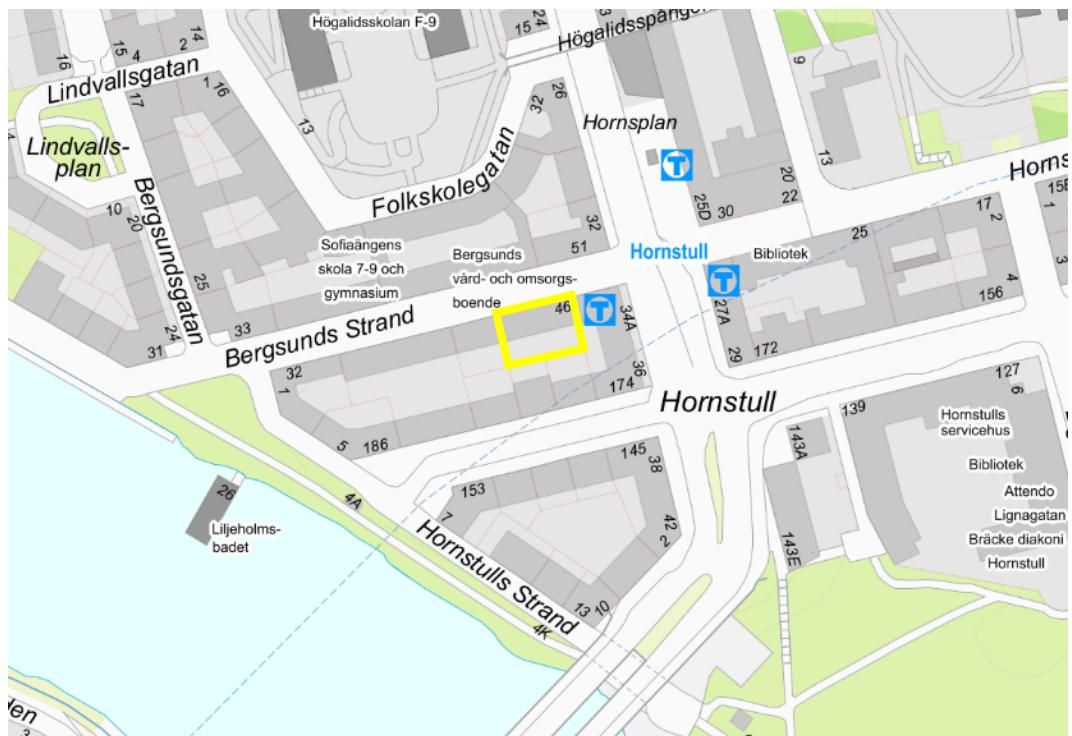 Högalidsskolan F-9
24
15
Högalidsspången
14
2
4
15
16
Lindvallsgatan
1
16
17
13
32
26
9
Hornsplan
T
13
Lindvalls-
plan
Folkskolegatan
20
22
25D
30
Horns
15B
1
17
2
10
20
Bergsundsgatan
32
51
25
Sofiaängens
skola 7-9 och
gymnasium
Bergsunds
vård- och omsorgs-
boende
Hornstull
Bibliotek
T
27A
4
3
156
25
33
24
31
Bergsunds Strand
46
T
34A
36
29
172
32
1
5
186
174
Hornstull
127
6
139
143A
Hornstulls
servicehus
Bibliotek
Attendo
Lignagatan
Bräcke diakoni
Hornstull
145
38
153
7
42
2
143E
26
Liljeholms-
badet
4A
Hornstulls Strand
13
10
4K
den
3